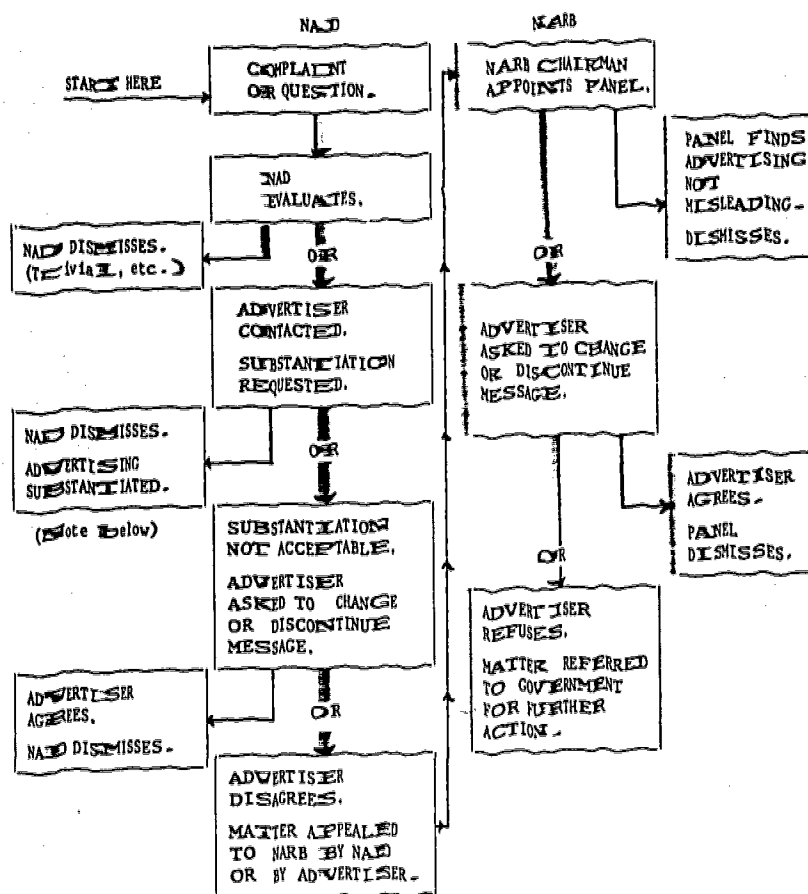 NAD
START HERE
COMPLAINT
OR QUESTION.
NAD
EVALUATES.
NAD DISMISSES.
(Trivial, etc.)
OR
ADVERTISER
CONTACTED.
SUBSTANTIATION
REQUESTED.
NAD DISMISSES.
ADVERTISING
SUBSTANTIATED.
(Note below)
OR
SUBSTANTIATION
NOT ACCEPTABLE.
ADVERTISER
ASKED TO CHANGE
OR DISCONTINUE
MESSAGE.
ADVERTISER
AGREES.
NAD DISMISSES.
OR
ADVERTISER
DISAGREES.
MATTER APPEALED
TO NARB BY NAD
OR BY ADVERTISER.
NARB
NARB CHAIRMAN
APPOINTS PANEL.
PANEL FINDS
ADVERTISING
NOT
MISLEADING.
DISMISSES.
OR
ADVERTISER
ASKED TO CHANGE
OR DISCONTINUE
MESSAGE.
ADVERTISER
AGREES.
PANEL
DISMISSES.
OR
ADVERTISER
REFUSES.
MATTER REFERRED
TO GOVERNMENT
FOR FURTHER
ACTION.